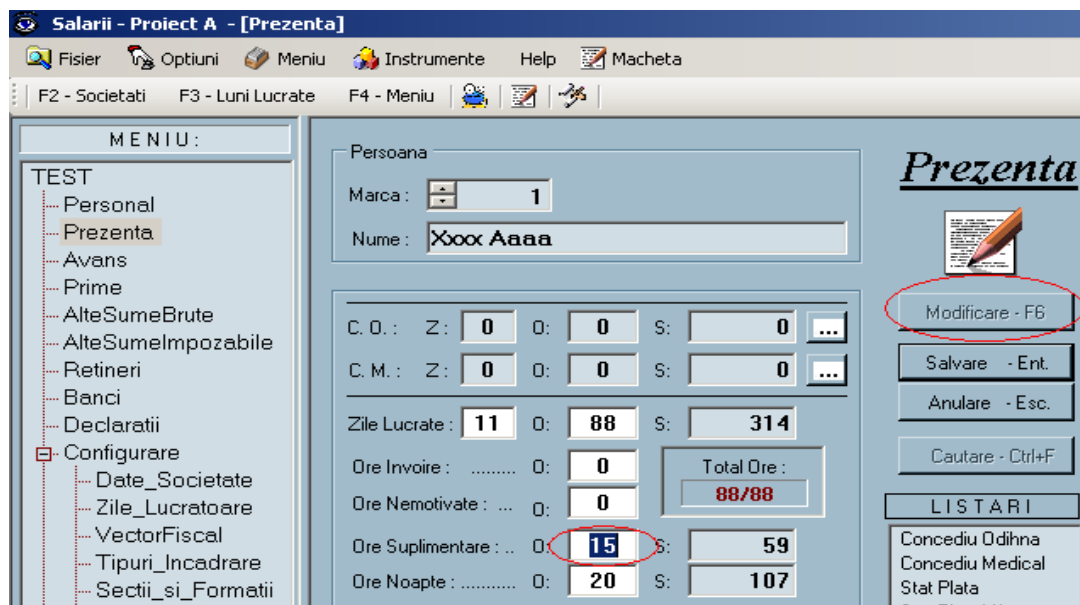 Salarii - Proiect A - [Prezenta]
Fisier Optiuni Meniu Instrumente Help Macheta
F2 - Societati F3 - Luni Lucrate F4 - Meniu
MENIU:
TEST
Personal
Prezenta
Avans
Prime
AlteSumeBrute
AlteSumeImpozabile
Retineri
Banci
Declaratii
Configurare
Date_Societate
Zile_Lucratoare
VectorFiscal
Tipuri_Incadrare
Sectii_si_Formatii
Persoana
Marca : 1
Nume : Xxxx Aaaa
C. O. : Z : 0 O: 0 S: 0 ...
C. M. : Z : 0 O: 0 S: 0 ...
Zile Lucrate : 11 O: 88 S: 314
Ore Invoire : ......... O: 0
Ore Nemotivate : ... O: 0
Total Ore :
88/88
Ore Suplimentare : .. O: 15 S: 59
Ore Noapte : .......... O: 20 S: 107
Prezenta
Modificare - F6
Salvare - Ent.
Anulare - Esc.
Cautare - Ctrl+F
LISTARI
Concediu Odihna
Concediu Medical
Stat Plata